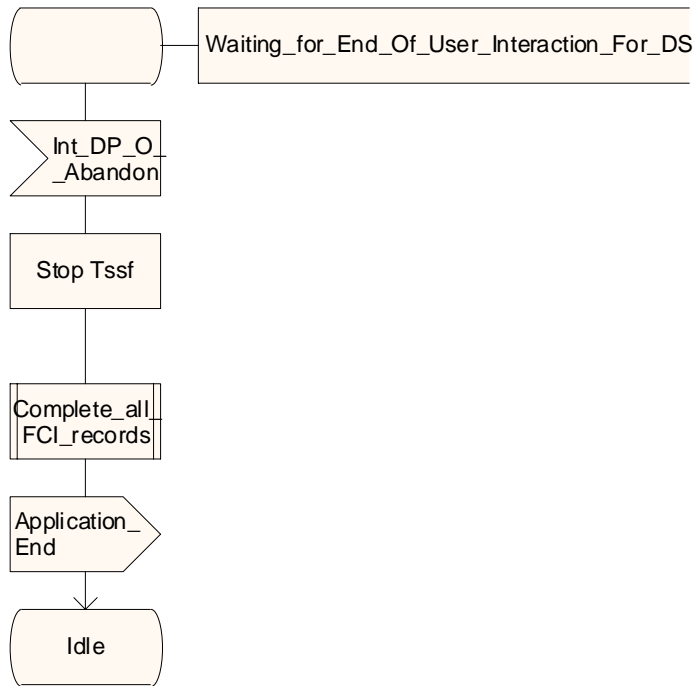 Waiting_for_End_Of_User_Interaction_For_DS
Int_DP_O_
_Abandon
Stop Tssf
Complete_all_
FCI_records
Application_
End
Idle